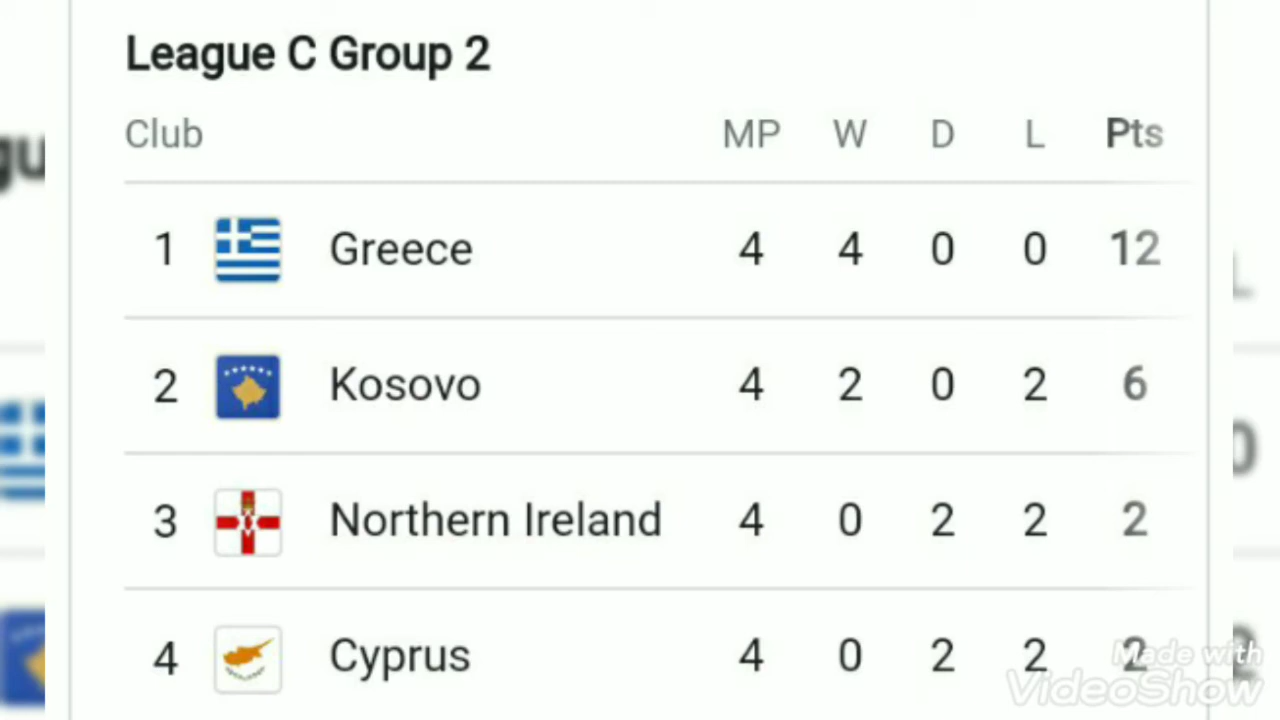 League C Group 2
Club MP W D L Pts
1 Greece 4 4 0 0 12
2 Kosovo 4 2 0 2 6
3 Northern Ireland 4 0 2 2 2
4 Cyprus 4 0 2 2 2
Made with
VideoShow